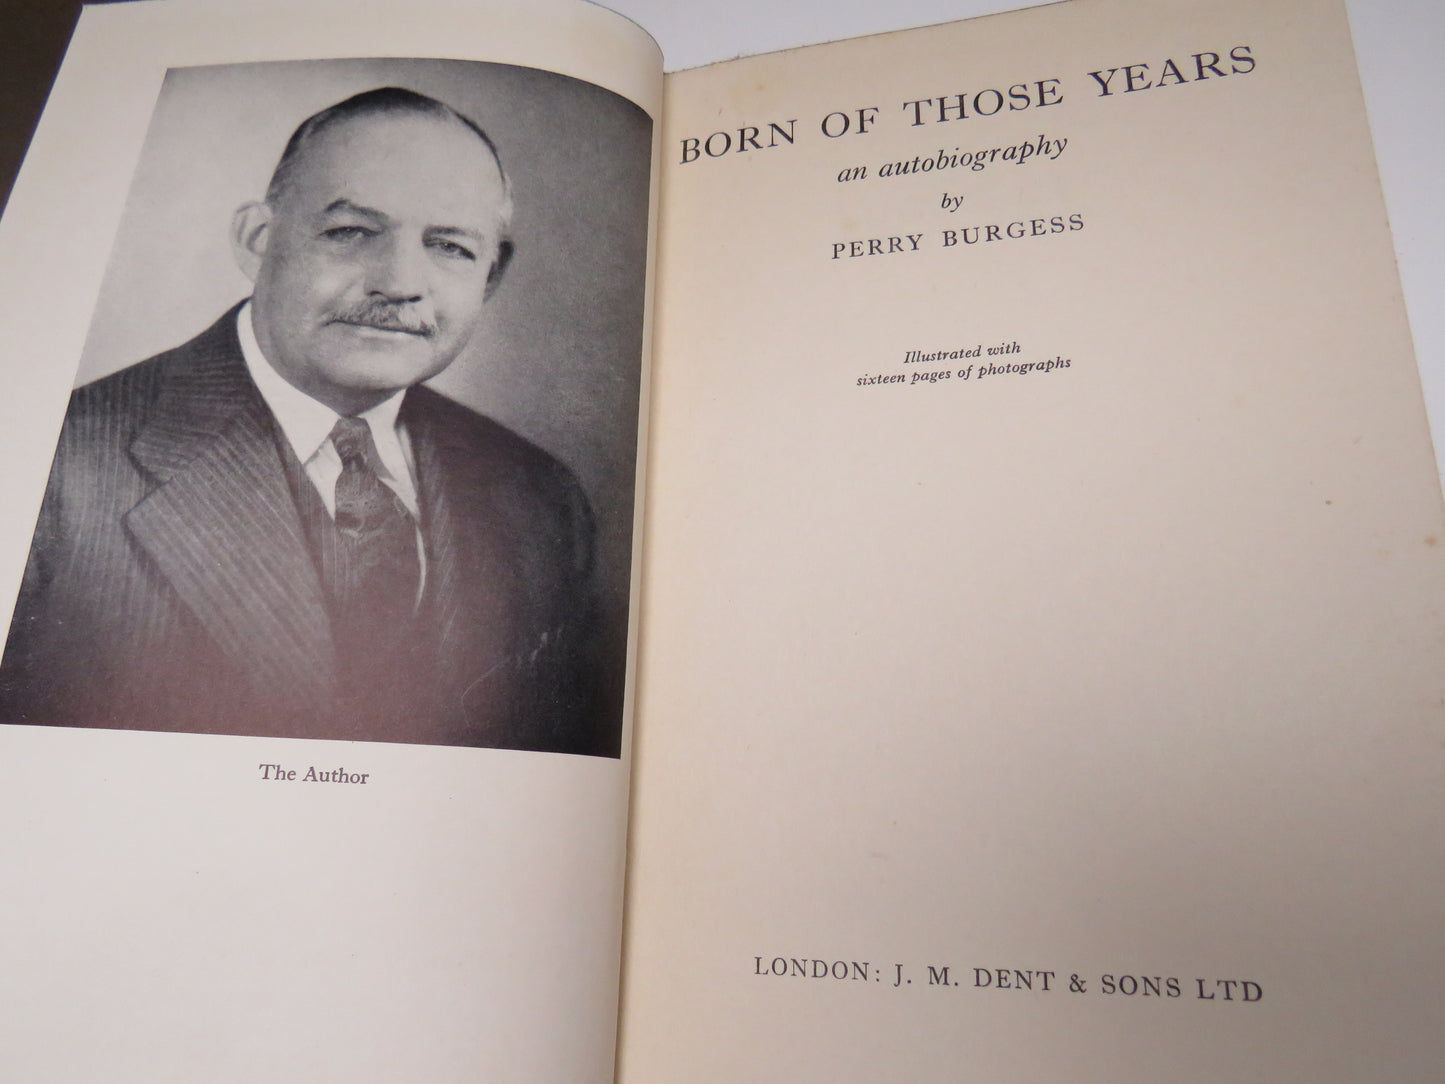 The Author
BORN OF THOSE YEARS
an autobiography
by
PERRY BURGESS
Illustrated with
sixteen pages of photographs
LONDON: J. M. DENT & SONS LTD